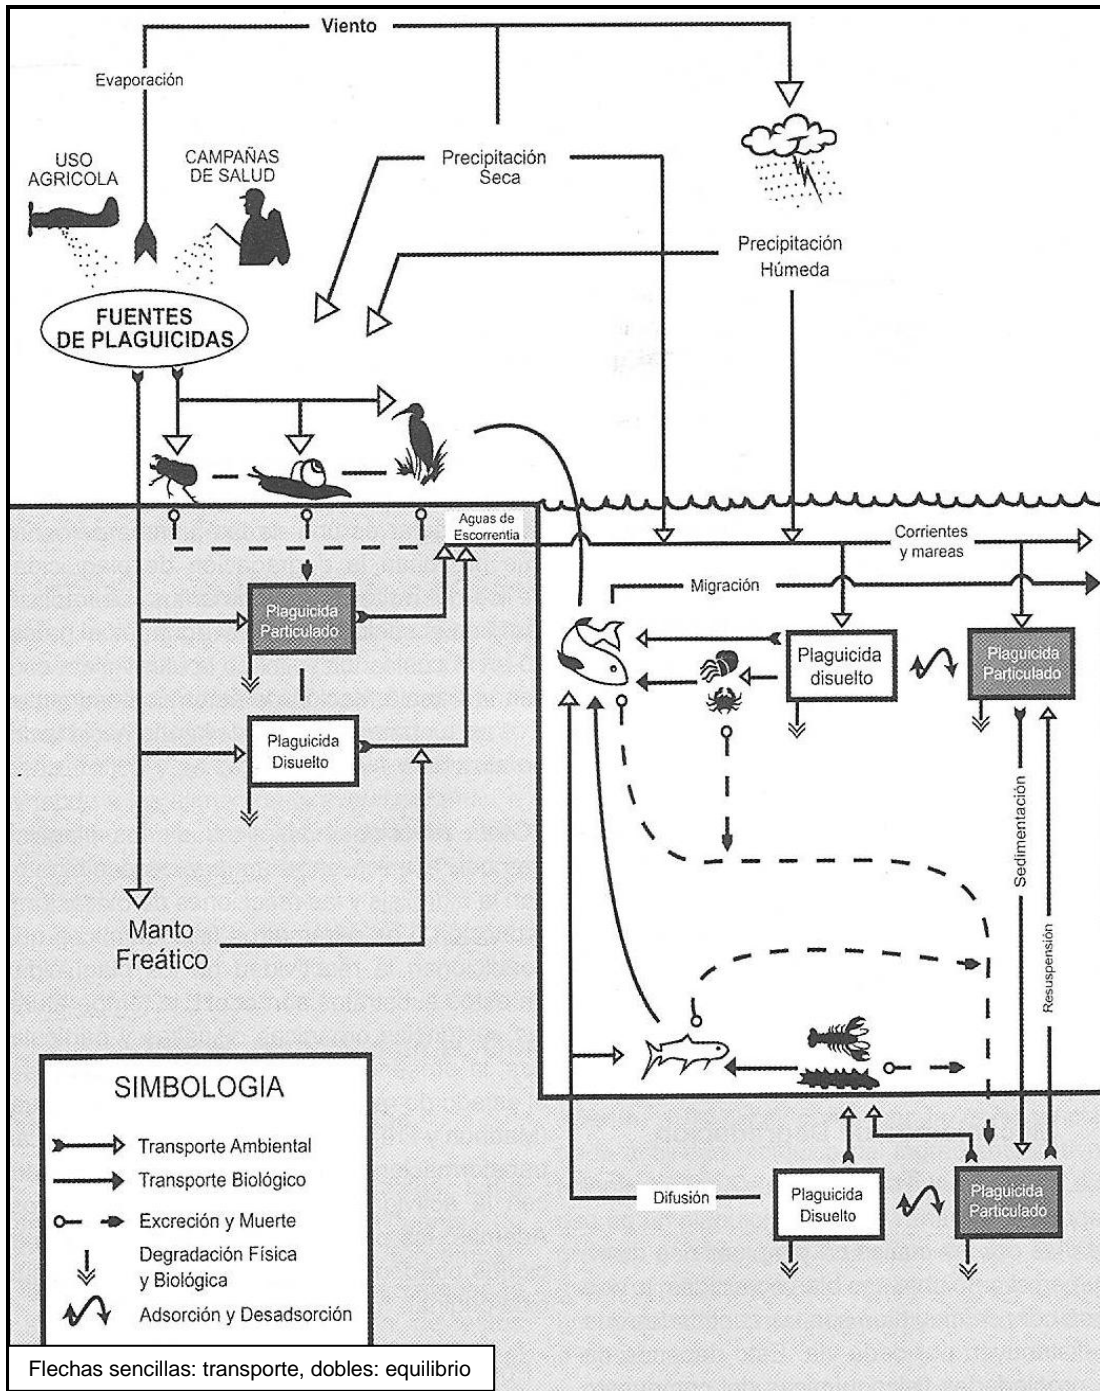 Viento
Evaporación
USO
AGRICOLA
CAMPAÑAS
DE SALUD
Precipitación
Seca
Precipitación
Húmeda
FUENTES
DE PLAGUICIDAS
Aguas de
Escorrentia
Corrientes
y mareas
Migración
Plaguicida
Particulado
Plaguicida
disuelto
Plaguicida
Particulado
Plaguicida
Disuelto
Sedimentación
Resuspensión
Manto
Freático
SIMBOLOGIA
Transporte Ambiental
Transporte Biológico
Excreción y Muerte
Degradación Física
y Biológica
Adsorción y Desadsorción
Difusión
Plaguicida
Disuelto
Plaguicida
Particulado
Flechas sencillas: transporte, dobles: equilibrio